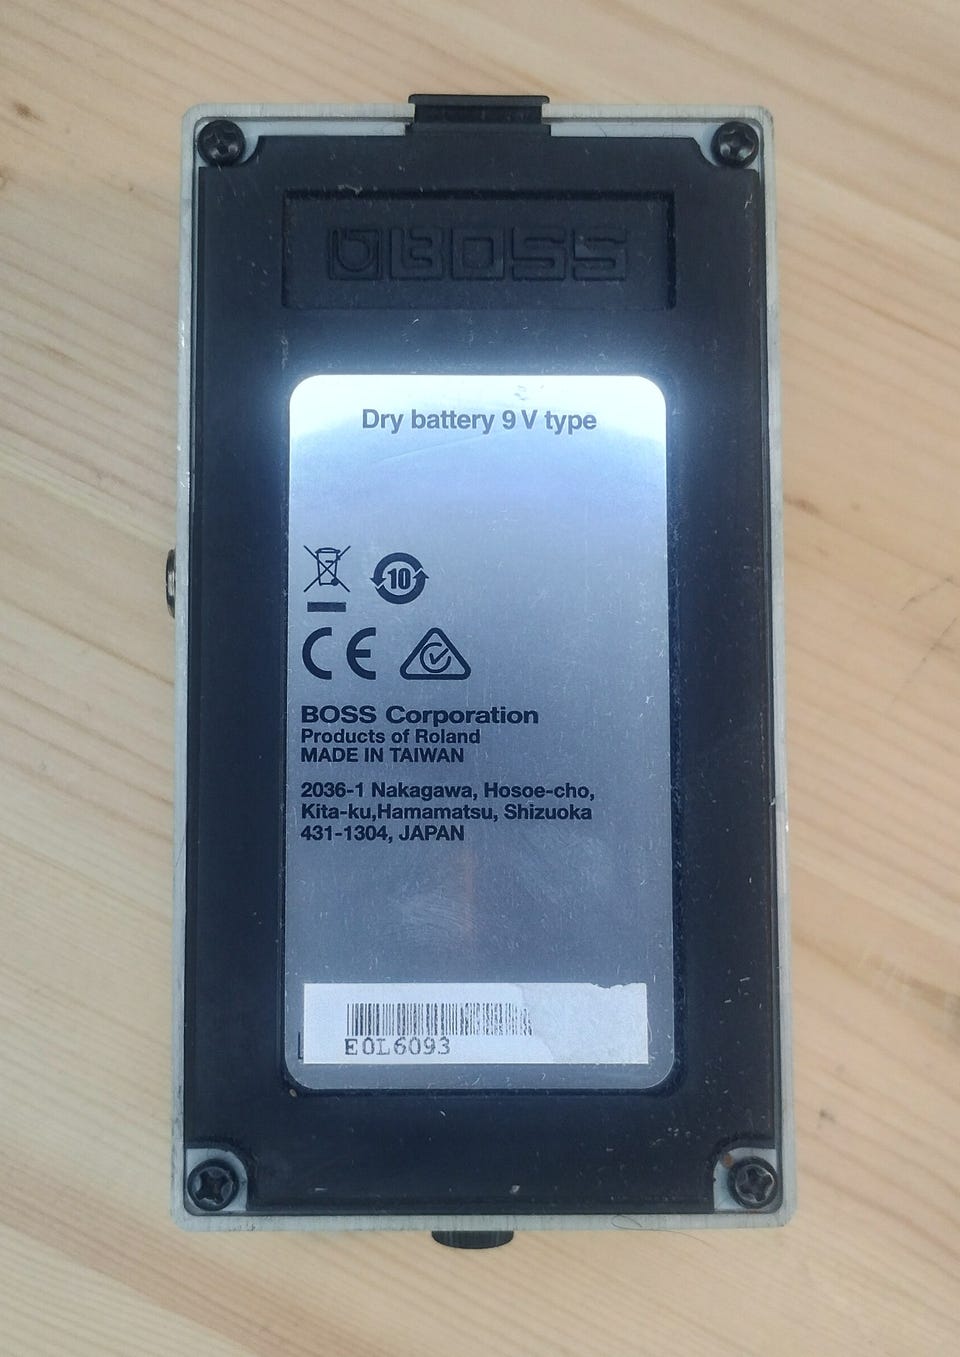 BOSS
Dry battery 9 V type
10
CE
BOSS Corporation
Products of Roland
MADE IN TAIWAN
2036-1 Nakagawa, Hosoe-cho,
Kita-ku,Hamamatsu, Shizuoka
431-1304, JAPAN
E0L6093